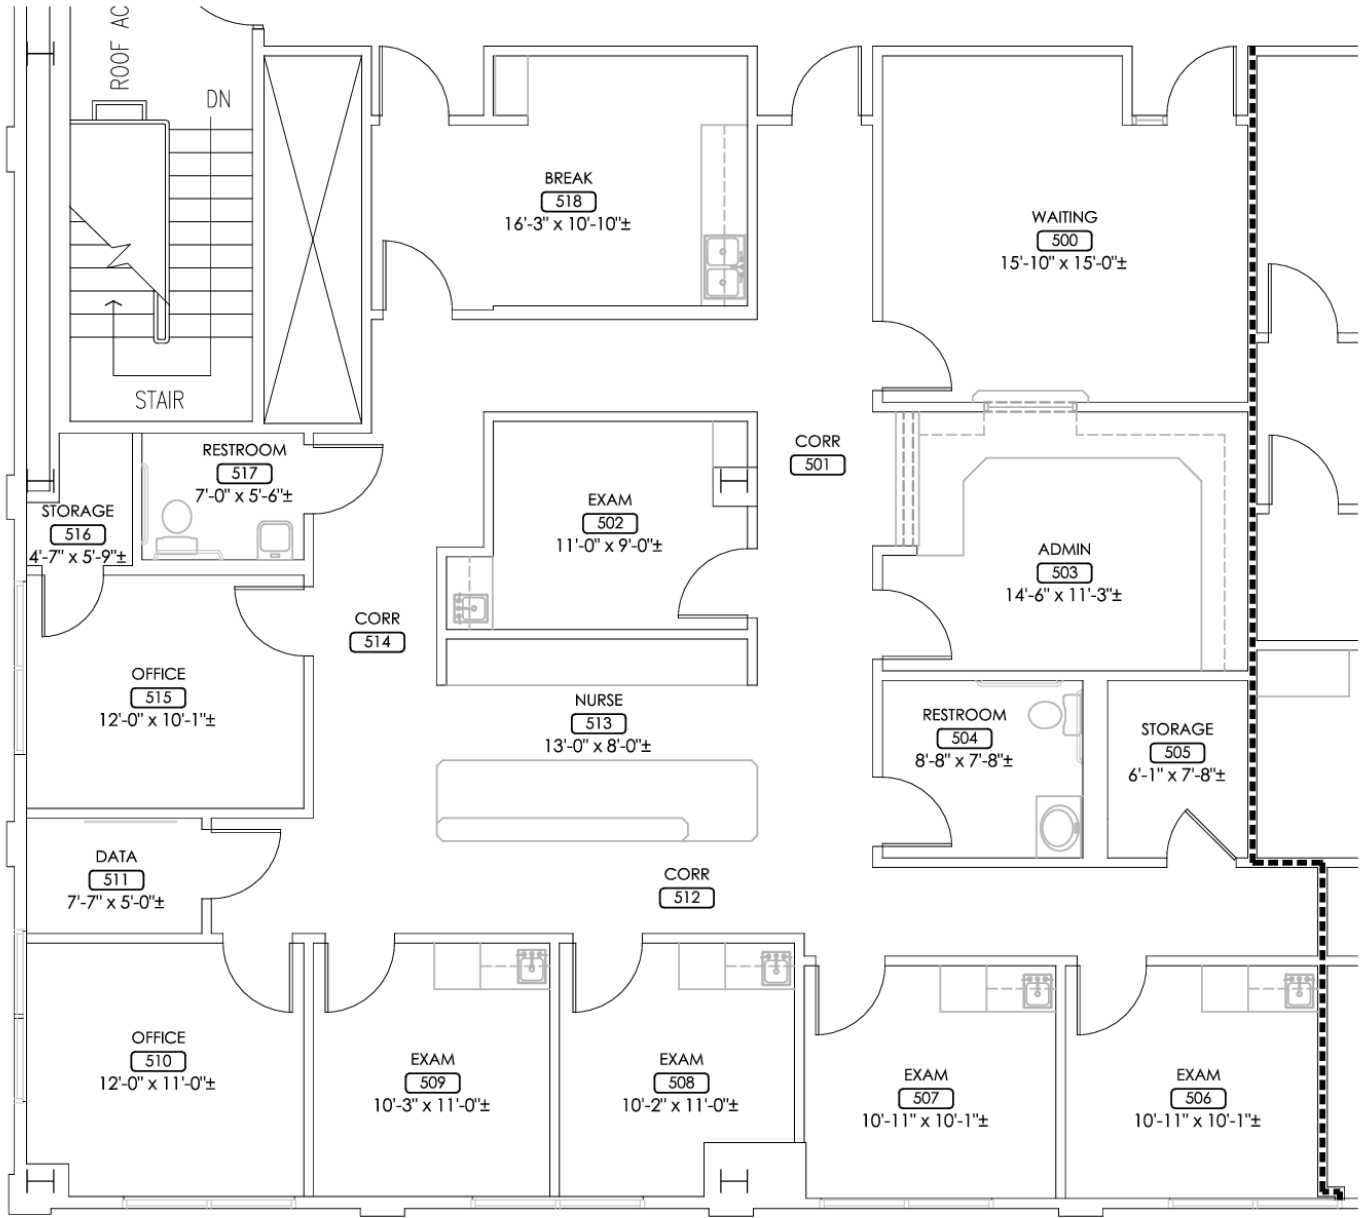 ROOF AC
DN
STAIR
BREAK
518
16'-3" x 10'-10"±
WAITING
500
15'-10" x 15'-0"±
RESTROOM
517
7'-0" x 5'-6"±
CORR
501
STORAGE
516
4'-7" x 5'-9"±
EXAM
502
11'-0" x 9'-0"±
ADMIN
503
14'-6" x 11'-3"±
CORR
514
OFFICE
515
12'-0" x 10'-1"±
NURSE
513
13'-0" x 8'-0"±
RESTROOM
504
8'-8" x 7'-8"±
STORAGE
505
6'-1" x 7'-8"±
DATA
511
7'-7" x 5'-0"±
CORR
512
OFFICE
510
12'-0" x 11'-0"±
EXAM
509
10'-3" x 11'-0"±
EXAM
508
10'-2" x 11'-0"±
EXAM
507
10'-11" x 10'-1"±
EXAM
506
10'-11" x 10'-1"±